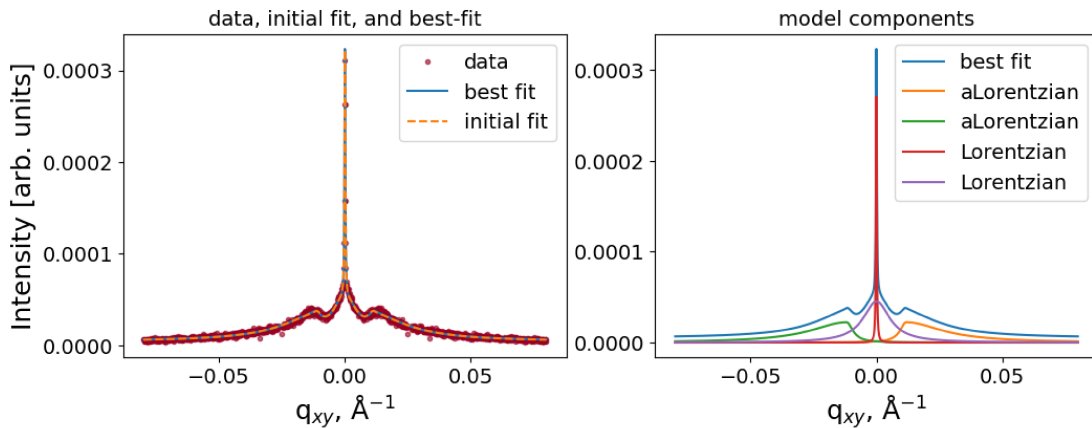 data, initial fit, and best-fit
Intensity [arb. units]
0.0003
0.0002
0.0001
0.0000
data
best fit
initial fit
−0.05
0.00
0.05
q_xy, Å⁻¹
model components
0.0003
0.0002
0.0001
0.0000
best fit
aLorentzian
aLorentzian
Lorentzian
Lorentzian
−0.05
0.00
0.05
q_xy, Å⁻¹